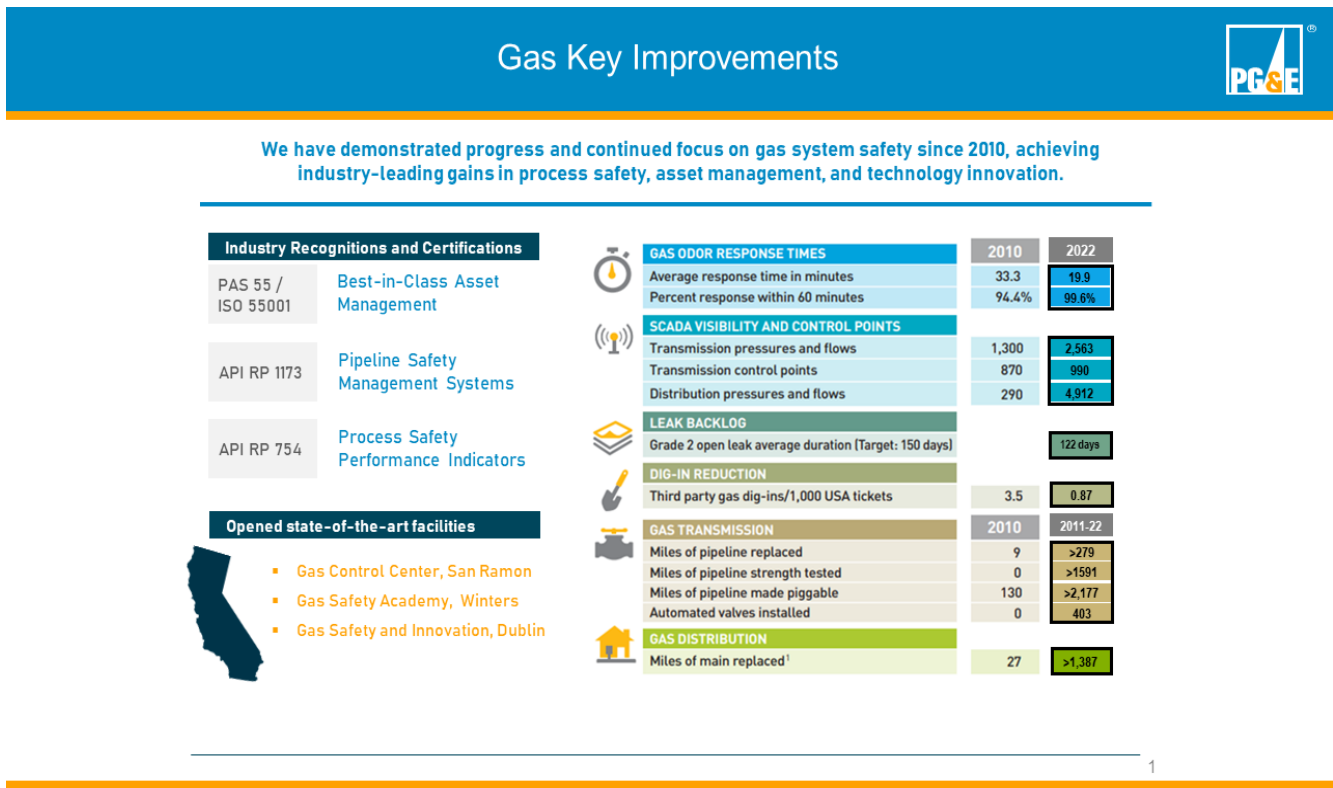 Gas Key Improvements
®
PG&E
We have demonstrated progress and continued focus on gas system safety since 2010, achieving
industry-leading gains in process safety, asset management, and technology innovation.
Industry Recognitions and Certifications
PAS 55 /
ISO 55001
Best-in-Class Asset
Management
API RP 1173
Pipeline Safety
Management Systems
API RP 754
Process Safety
Performance Indicators
Opened state-of-the-art facilities
▪ Gas Control Center, San Ramon
▪ Gas Safety Academy, Winters
▪ Gas Safety and Innovation, Dublin
GAS ODOR RESPONSE TIMES 2010 2022
Average response time in minutes 33.3 19.9
Percent response within 60 minutes 94.4% 99.6%
SCADA VISIBILITY AND CONTROL POINTS
Transmission pressures and flows 1,300 2,563
Transmission control points 870 990
Distribution pressures and flows 290 4,912
LEAK BACKLOG
Grade 2 open leak average duration (Target: 150 days) 122 days
DIG-IN REDUCTION
Third party gas dig-ins/1,000 USA tickets 3.5 0.87
GAS TRANSMISSION 2010 2011-22
Miles of pipeline replaced 9 >279
Miles of pipeline strength tested 0 >1591
Miles of pipeline made piggable 130 >2,177
Automated valves installed 0 403
GAS DISTRIBUTION
Miles of main replaced¹ 27 >1,387
1